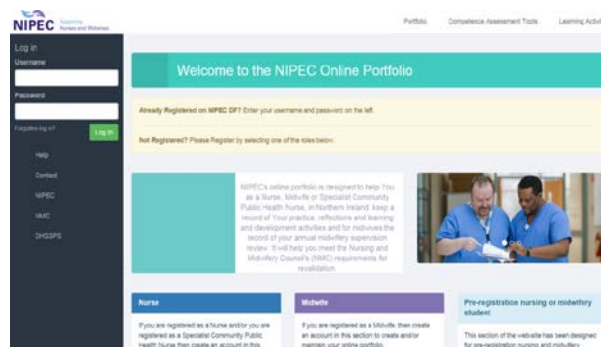 NIPEC Supporting
Nurses and Midwives
Portfolio Competence Assessment Tools Learning Activi
Log in
Username
Password
Forgotten log in?
Log In
Help
Contact
NIPEC
NMC
DHSSPS
Welcome to the NIPEC Online Portfolio
Already Registered on NIPEC DF? Enter your username and password on the left.
Not Registered? Please Register by selecting one of the roles below.
NIPEC's online portfolio is designed to help You
as a Nurse, Midwife or Specialist Community
Public Health Nurse, in Northern Ireland, keep a
record of Your practice, reflections and learning
and development activities and for midwives the
record of your annual midwifery supervision
review. It will help you meet the Nursing and
Midwifery Council's (NMC) requirements for
revalidation.
Nurse
If you are registered as a Nurse and/or you are
registered as a Specialist Community Public
Health Nurse then create an account in this
Midwife
If you are registered as a Midwife, then create
an account in this section to create and/or
maintain your online portfolio.
Pre-registration nursing or midwifery
student
This section of the web-site has been designed
for pre-registration nursing and midwifery